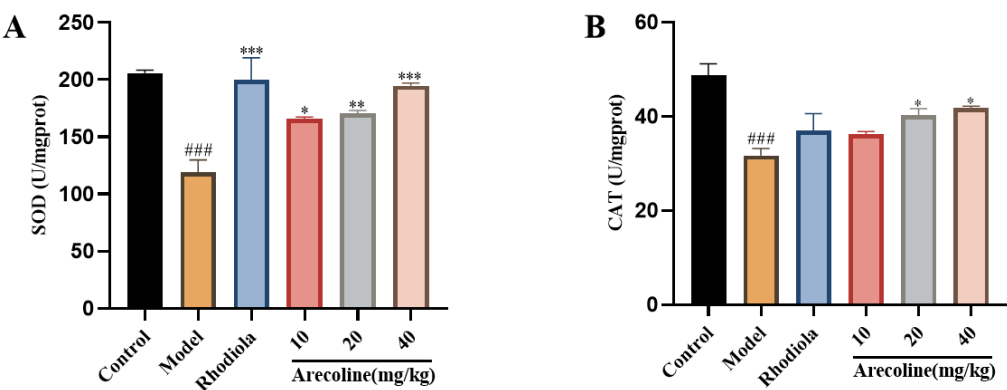 A
SOD (U/mgprot)
250
200
150
100
50
0
###
***
*
**
***
Control
Model
Rhodiola
10
20
40
Arecoline(mg/kg)
B
CAT (U/mgprot)
60
40
20
0
###
*
*
Control
Model
Rhodiola
10
20
40
Arecoline(mg/kg)